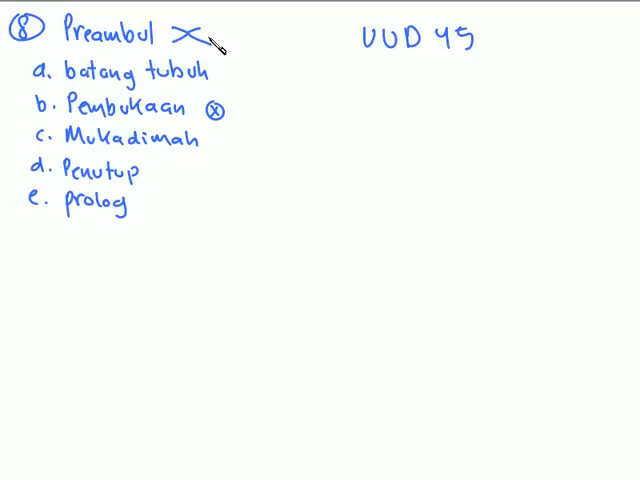 8 Preambul ><
UUD 45
a. batang tubuh
b. Pembukaan x
c. Mukadimah
d. Penutup
e. prolog